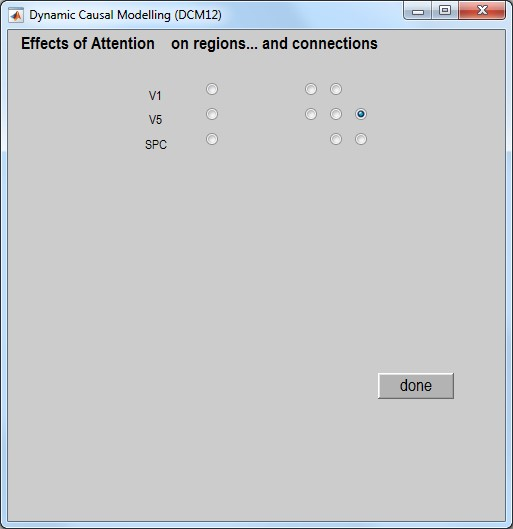 Dynamic Causal Modelling (DCM12)
Effects of Attention on regions... and connections
V1
V5
SPC
done